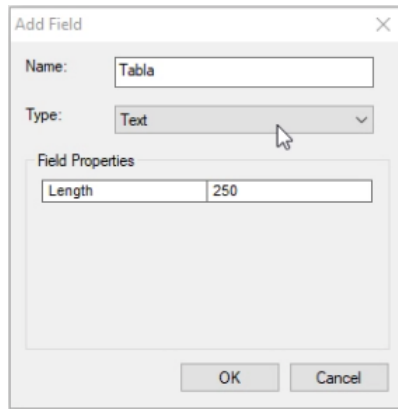 Add Field
Name: Tabla
Type: Text
Field Properties
Length 250
OK Cancel